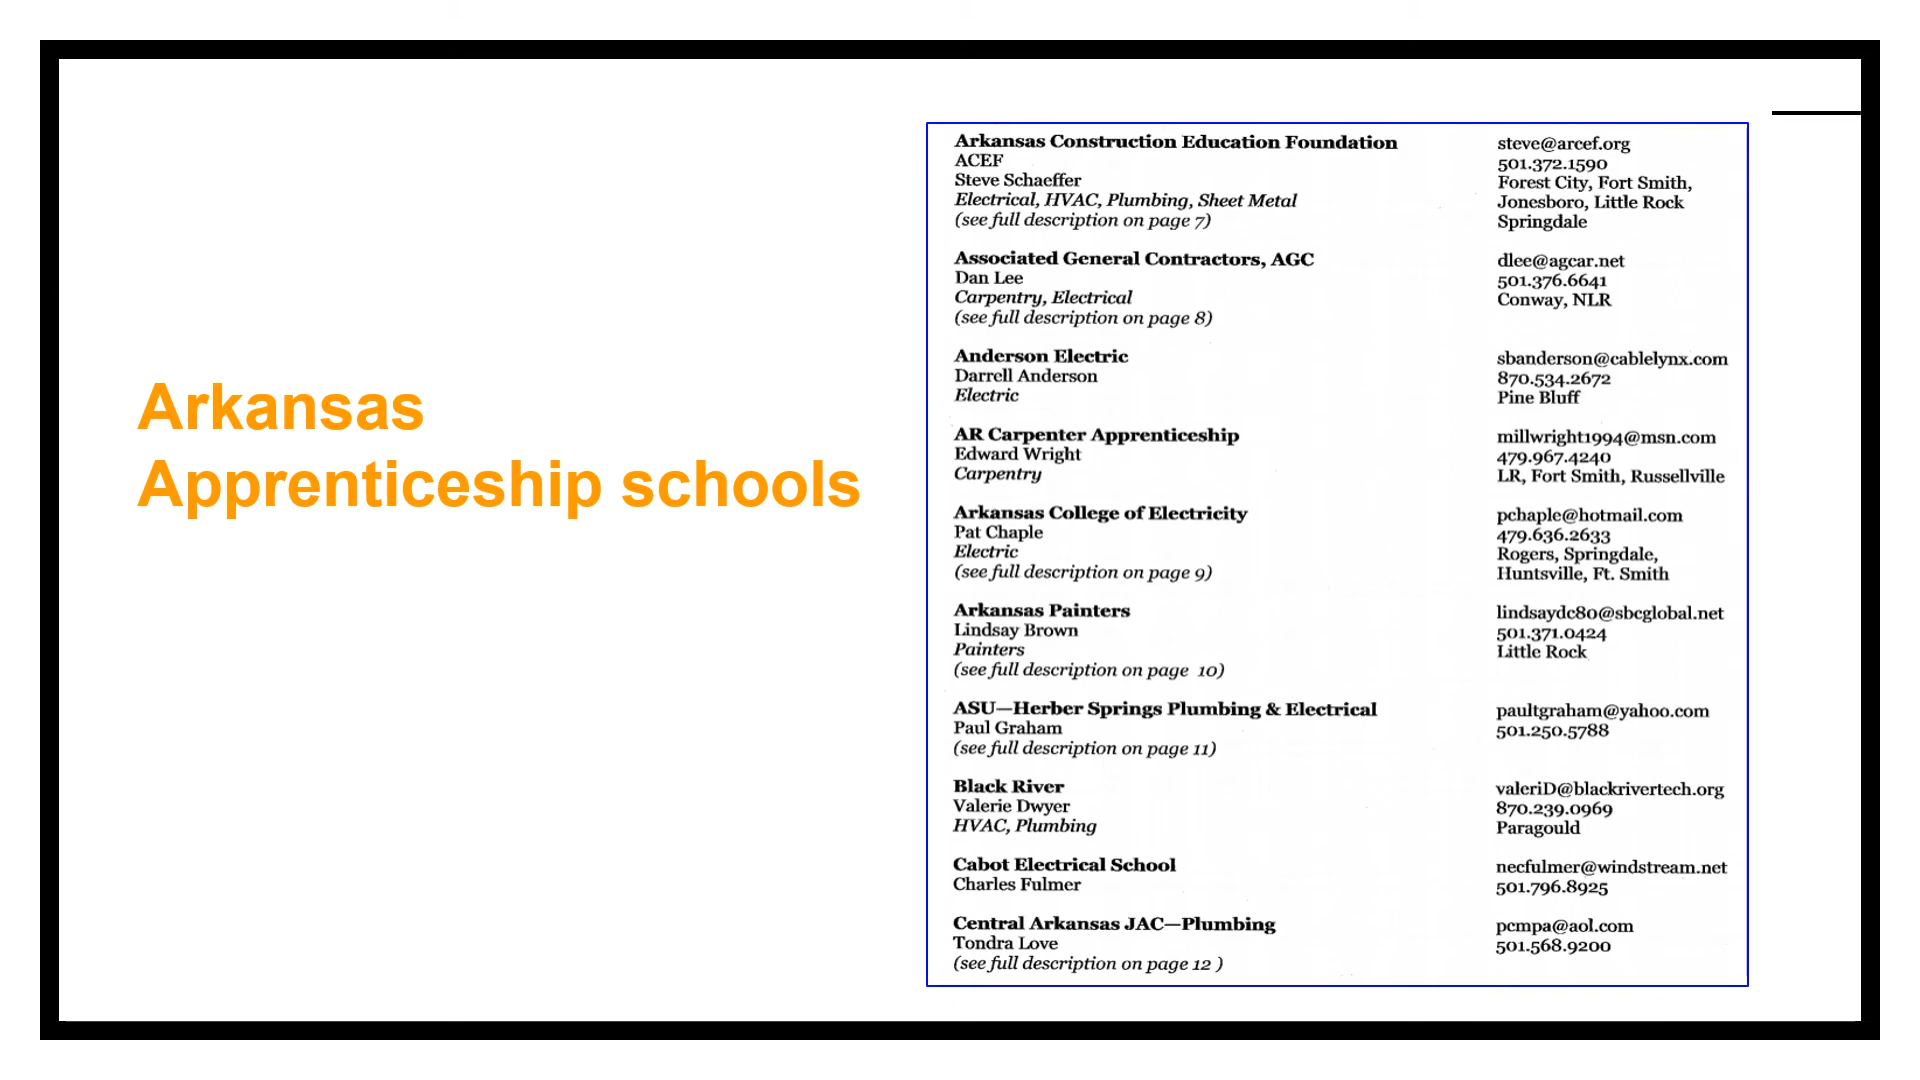 Arkansas
Apprenticeship schools
Arkansas Construction Education Foundation
ACEF
Steve Schaeffer
Electrical, HVAC, Plumbing, Sheet Metal
(see full description on page 7)
steve@arcef.org
501.372.1590
Forest City, Fort Smith,
Jonesboro, Little Rock
Springdale
Associated General Contractors, AGC
Dan Lee
Carpentry, Electrical
(see full description on page 8)
dlee@agcar.net
501.376.6641
Conway, NLR
Anderson Electric
Darrell Anderson
Electric
sbanderson@cablelynx.com
870.534.2672
Pine Bluff
AR Carpenter Apprenticeship
Edward Wright
Carpentry
millwright1994@msn.com
479.967.4240
LR, Fort Smith, Russellville
Arkansas College of Electricity
Pat Chaple
Electric
(see full description on page 9)
pchaple@hotmail.com
479.636.2633
Rogers, Springdale,
Huntsville, Ft. Smith
Arkansas Painters
Lindsay Brown
Painters
(see full description on page 10)
lindsaydc80@sbcglobal.net
501.371.0424
Little Rock
ASU—Herber Springs Plumbing & Electrical
Paul Graham
(see full description on page 11)
paultgraham@yahoo.com
501.250.5788
Black River
Valerie Dwyer
HVAC, Plumbing
valeriD@blackrivertech.org
870.239.0969
Paragould
Cabot Electrical School
Charles Fulmer
necfulmer@windstream.net
501.796.8925
Central Arkansas JAC—Plumbing
Tondra Love
(see full description on page 12 )
pcmpa@aol.com
501.568.9200